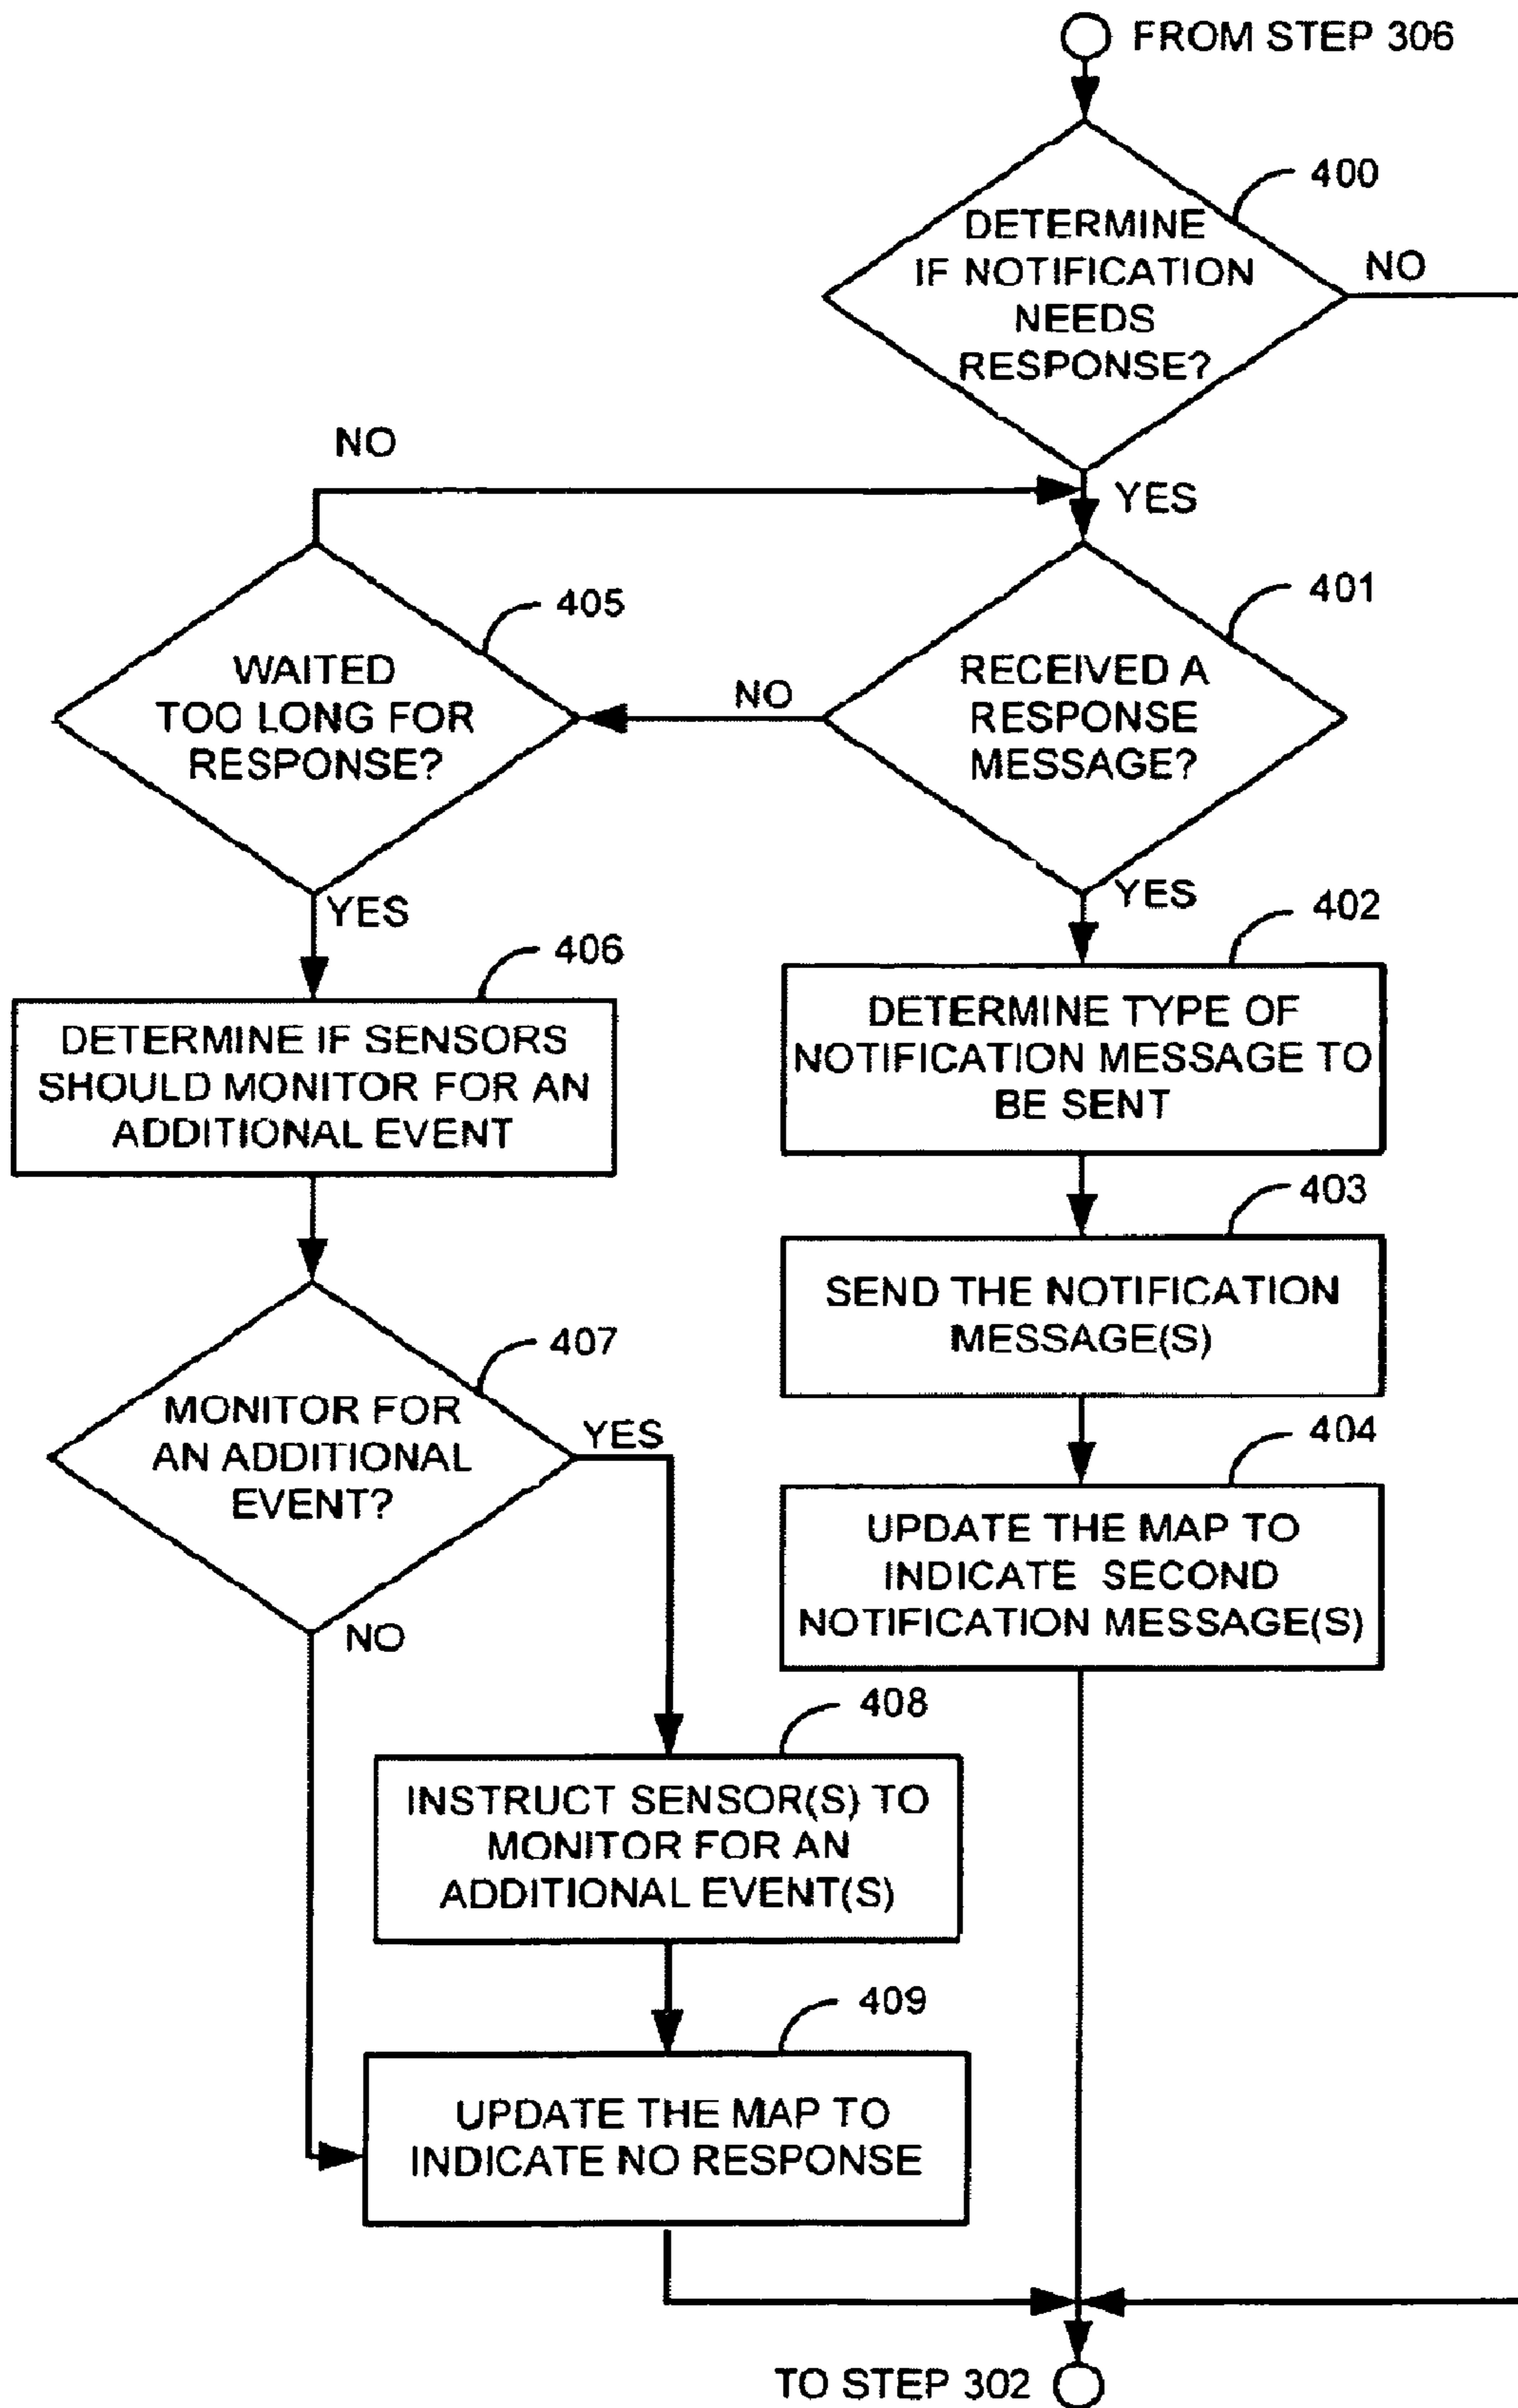 FROM STEP 306
400
DETERMINE
IF NOTIFICATION
NEEDS
RESPONSE?
NO
YES
NO
405
WAITED
TOO LONG FOR
RESPONSE?
NO
401
RECEIVED A
RESPONSE
MESSAGE?
YES
YES
406
DETERMINE IF SENSORS
SHOULD MONITOR FOR AN
ADDITIONAL EVENT
402
DETERMINE TYPE OF
NOTIFICATION MESSAGE TO
BE SENT
403
SEND THE NOTIFICATION
MESSAGE(S)
407
MONITOR FOR
AN ADDITIONAL
EVENT?
YES
NO
404
UPDATE THE MAP TO
INDICATE SECOND
NOTIFICATION MESSAGE(S)
408
INSTRUCT SENSOR(S) TO
MONITOR FOR AN
ADDITIONAL EVENT(S)
409
UPDATE THE MAP TO
INDICATE NO RESPONSE
TO STEP 302